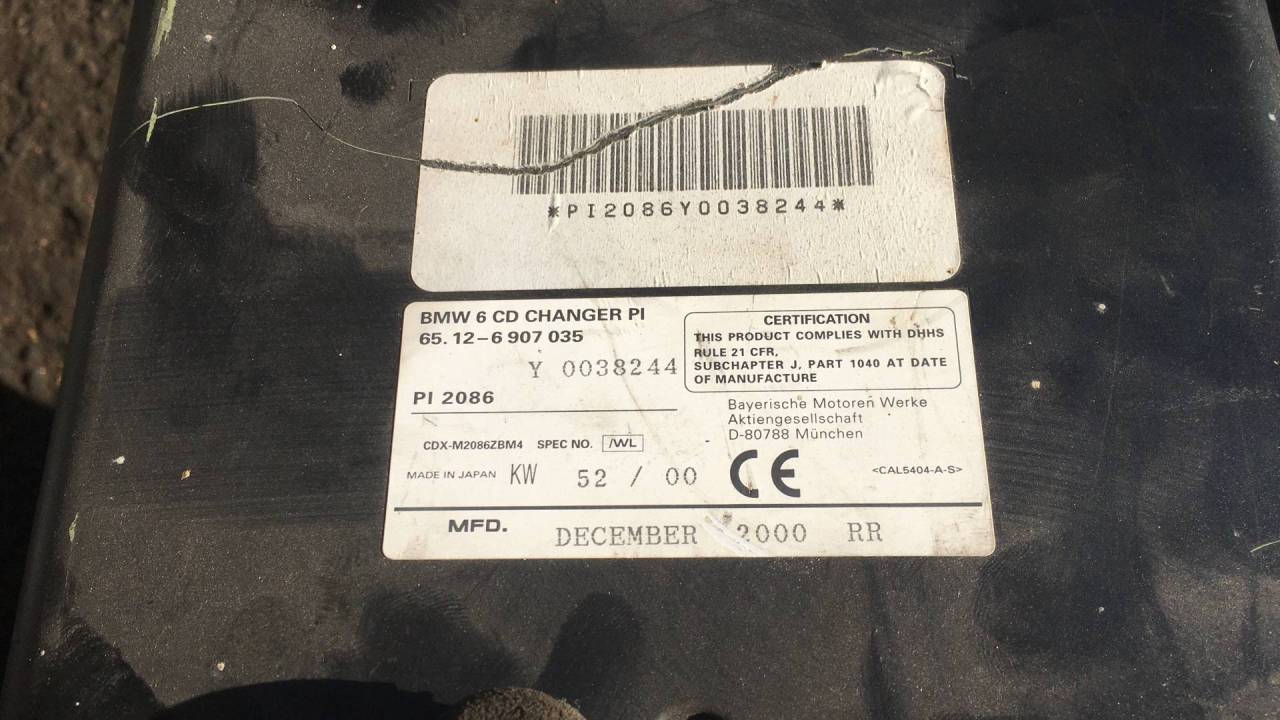 *PI2086Y0038244*
BMW 6 CD CHANGER PI
65. 12-6 907 035
Y 0038244
PI 2086
CERTIFICATION
THIS PRODUCT COMPLIES WITH DHHS
RULE 21 CFR,
SUBCHAPTER J, PART 1040 AT DATE
OF MANUFACTURE
Bayerische Motoren Werke
Aktiengesellschaft
D-80788 München
CDX-M2086ZBM4 SPEC NO. /WL
MADE IN JAPAN KW 52 / 00
CE
<CAL5404-A-S>
MFD. DECEMBER 2000 RR